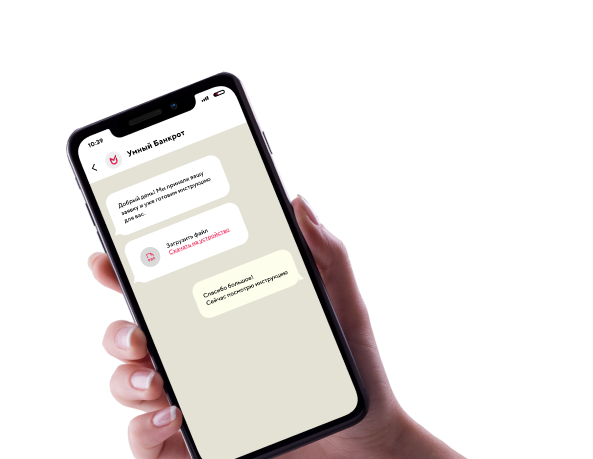 10:39
Умный Банкрот
Добрый день! Мы приняли вашу
заявку и уже готовим инструкцию
для вас.
PDF
Загрузить файл
Скачать на устройство
Спасибо большое!
Сейчас посмотрю инструкцию